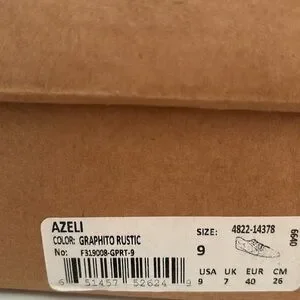 AZELI
COLOR: GRAPHITO RUSTIC
No: F319008-GPRT-9
6 51457 52624 9
SIZE: 4822-14378
9
USA UK EUR CM
9 7 40 26